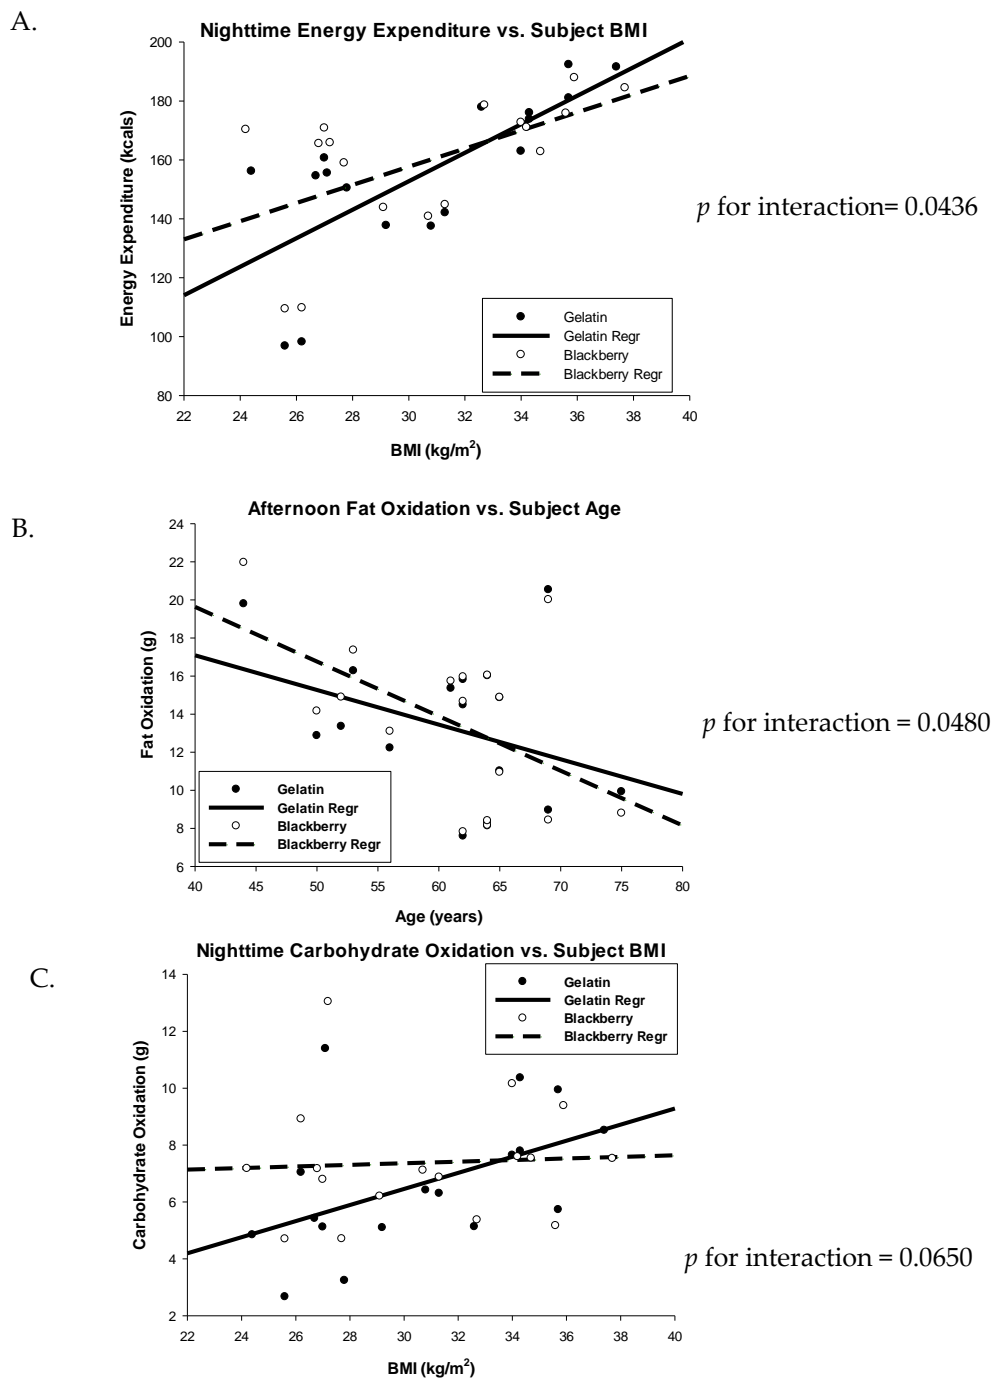 A.
Nighttime Energy Expenditure vs. Subject BMI
200
180
160
140
120
100
80
Energy Expenditure (kcals)
22 24 26 28 30 32 34 36 38 40
BMI (kg/m²)
Gelatin
Gelatin Regr
Blackberry
Blackberry Regr
p for interaction= 0.0436
B.
Afternoon Fat Oxidation vs. Subject Age
24
22
20
18
16
14
12
10
8
6
Fat Oxidation (g)
Gelatin
Gelatin Regr
Blackberry
Blackberry Regr
40 45 50 55 60 65 70 75 80
Age (years)
p for interaction = 0.0480
C.
Nighttime Carbohydrate Oxidation vs. Subject BMI
14
12
10
8
6
4
2
Carbohydrate Oxidation (g)
Gelatin
Gelatin Regr
Blackberry
Blackberry Regr
22 24 26 28 30 32 34 36 38 40
BMI (kg/m²)
p for interaction = 0.0650